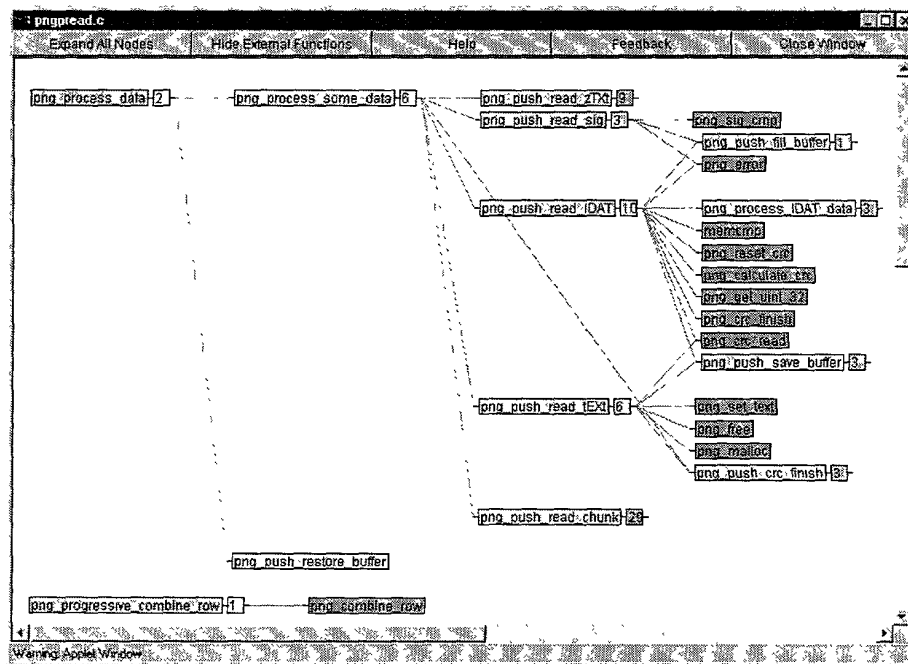 pngpread.c
Expand All Nodes Hide External Functions Help Feedback Close Window
png_process_data 2 png_process_some_data 6 png_push_read_zTXt 9
png_push_read_sig 3 png_sig_cmp
png_push_fill_buffer 1
png_error
png_push_read_IDAT 10 png_process_IDAT_data 3
memcmp
png_reset_crc
png_calculate_crc
png_get_uint_32
png_crc_finish
png_crc_read
png_push_save_buffer 3
png_push_read_tEXt 6 png_set_text
png_free
png_malloc
png_push_crc_finish 3
png_push_read_chunk 29
png_push_restore_buffer
png_progressive_combine_row 1 png_combine_row
Warning: Applet Window